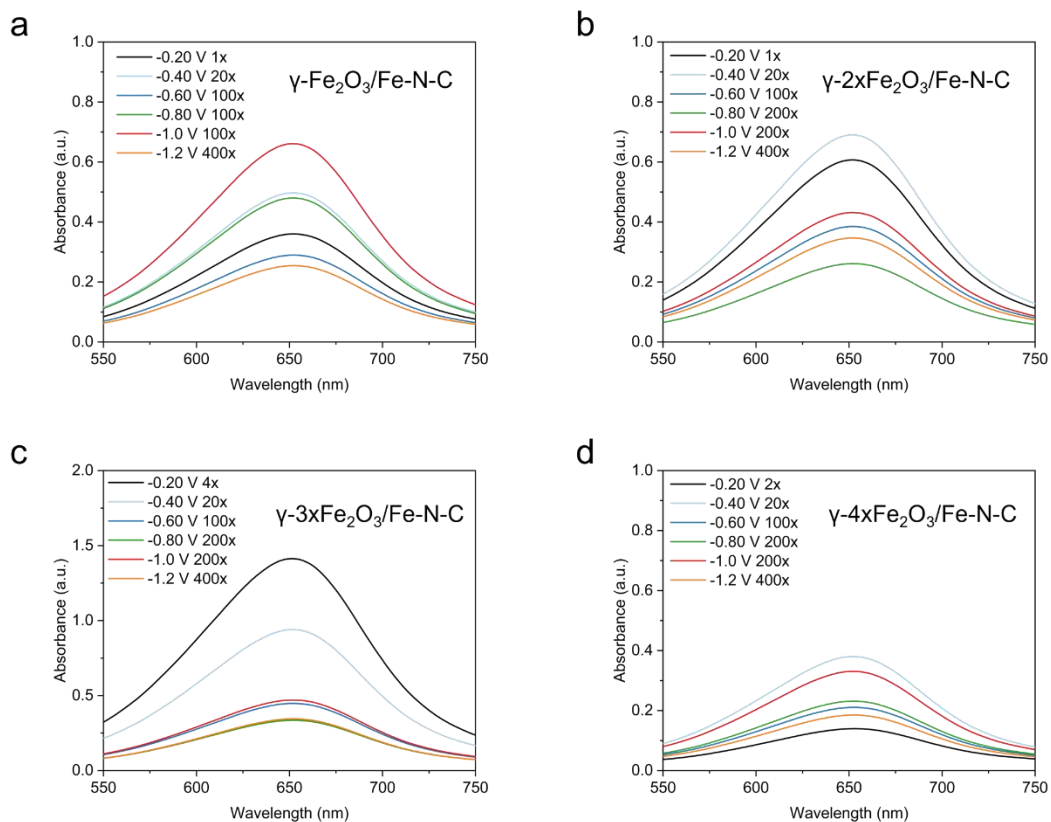 a
1.0
0.8
0.6
0.4
0.2
0.0
Absorbance (a.u.)
-0.20 V 1x
-0.40 V 20x
-0.60 V 100x
-0.80 V 100x
-1.0 V 100x
-1.2 V 400x
γ-Fe₂O₃/Fe-N-C
550 600 650 700 750
Wavelength (nm)
b
1.0
0.8
0.6
0.4
0.2
0.0
Absorbance (a.u.)
-0.20 V 1x
-0.40 V 20x
-0.60 V 100x
-0.80 V 200x
-1.0 V 200x
-1.2 V 400x
γ-2xFe₂O₃/Fe-N-C
550 600 650 700 750
Wavelength (nm)
c
2.0
1.5
1.0
0.5
0.0
Absorbance (a.u.)
-0.20 V 4x
-0.40 V 20x
-0.60 V 100x
-0.80 V 200x
-1.0 V 200x
-1.2 V 400x
γ-3xFe₂O₃/Fe-N-C
550 600 650 700 750
Wavelength (nm)
d
1.0
0.8
0.6
0.4
0.2
0.0
Absorbance (a.u.)
-0.20 V 2x
-0.40 V 20x
-0.60 V 100x
-0.80 V 200x
-1.0 V 200x
-1.2 V 400x
γ-4xFe₂O₃/Fe-N-C
550 600 650 700 750
Wavelength (nm)